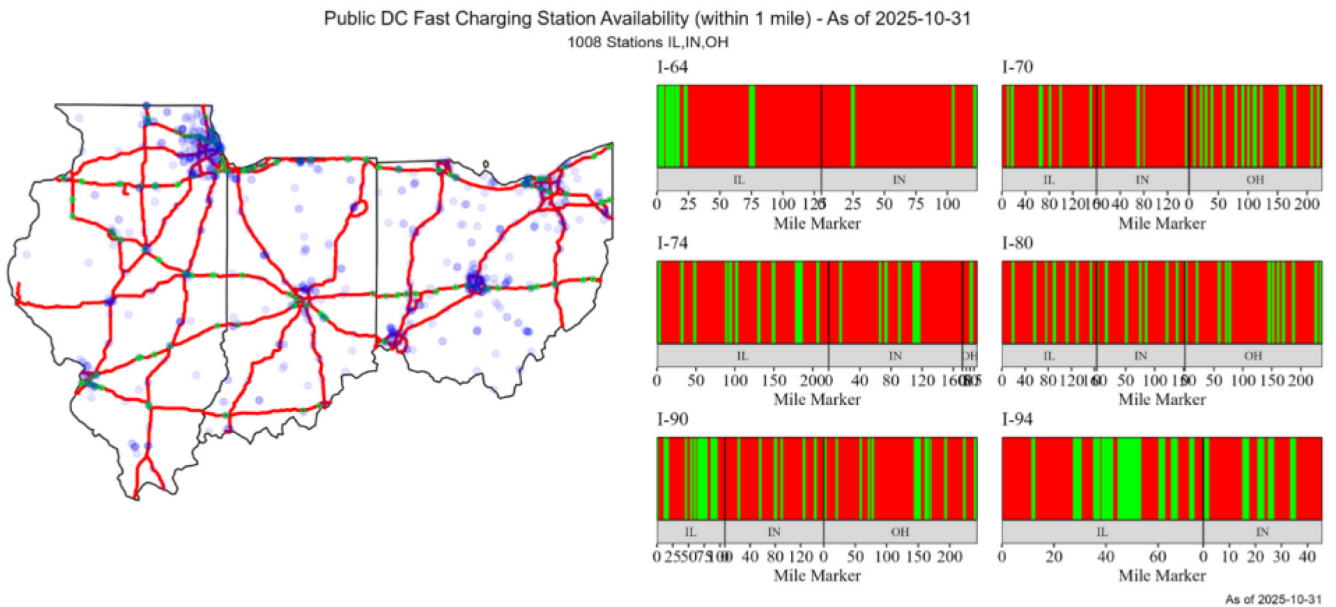 Public DC Fast Charging Station Availability (within 1 mile) - As of 2025-10-31
1008 Stations IL,IN,OH
I-64
IL IN
0 25 50 75 100 0 25 50 75 100
Mile Marker
I-70
IL IN OH
0 40 80 120 0 40 80 120 0 50 100 150 200
Mile Marker
I-74
IL IN OH
0 50 100 150 200 40 80 120
Mile Marker
I-80
IL IN OH
0 40 80 120 50 100 50 100 150 200
Mile Marker
I-90
IL IN OH
0 25 40 80 120 0 50 100 150 200
Mile Marker
I-94
IL IN
0 20 40 60 0 10 20 30 40
Mile Marker
As of 2025-10-31